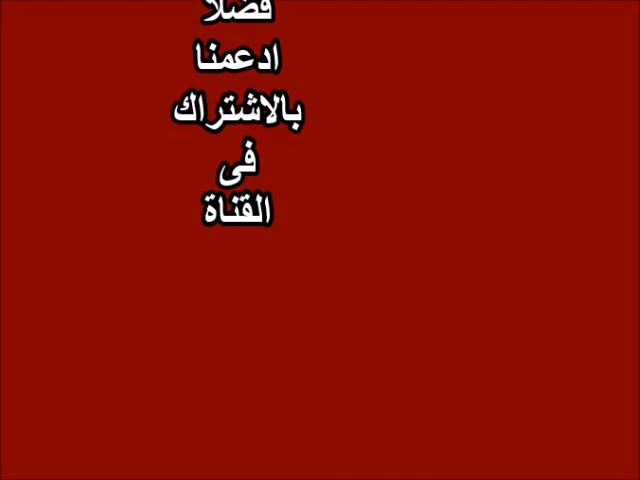 فضلا
ادعمنا
بالاشتراك
فى
القناة